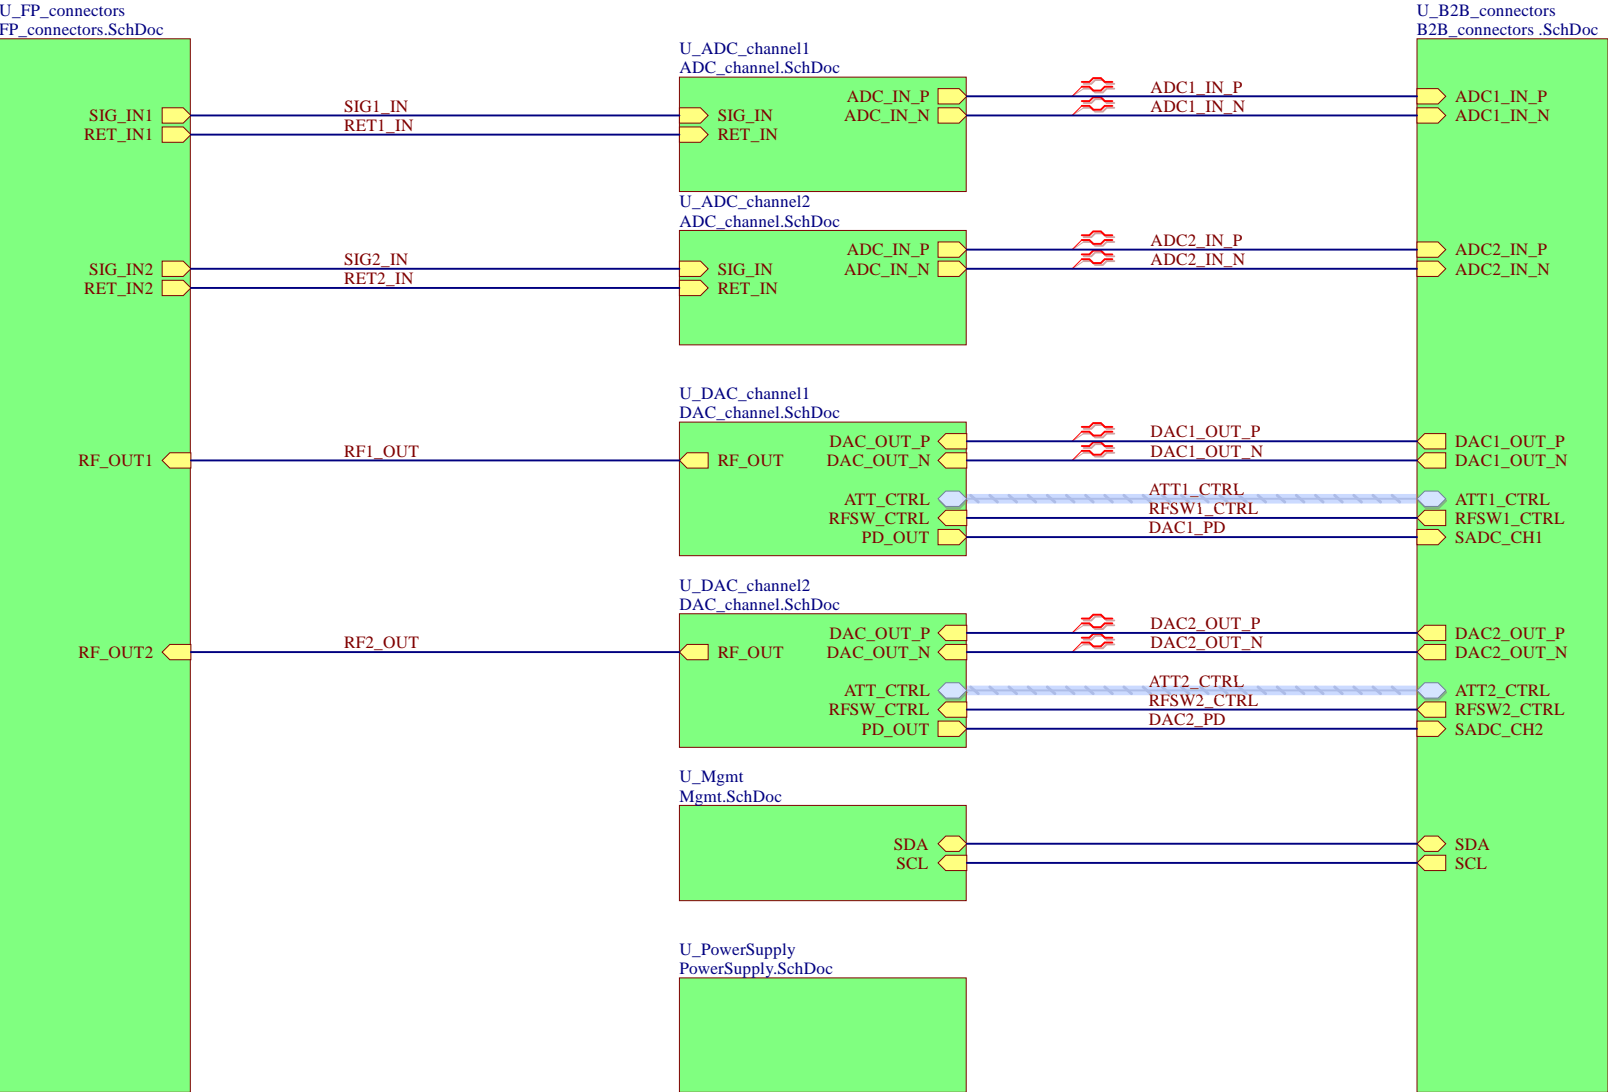 U_FP_connectors
FP_connectors.SchDoc
SIG_IN1
RET_IN1
SIG_IN2
RET_IN2
RF_OUT1
RF_OUT2
SIG1_IN
RET1_IN
SIG2_IN
RET2_IN
RF1_OUT
RF2_OUT
U_ADC_channel1
ADC_channel.SchDoc
SIG_IN
RET_IN
ADC_IN_P
ADC_IN_N
U_ADC_channel2
ADC_channel.SchDoc
SIG_IN
RET_IN
ADC_IN_P
ADC_IN_N
U_DAC_channel1
DAC_channel.SchDoc
RF_OUT
DAC_OUT_P
DAC_OUT_N
ATT_CTRL
RFSW_CTRL
PD_OUT
U_DAC_channel2
DAC_channel.SchDoc
RF_OUT
DAC_OUT_P
DAC_OUT_N
ATT_CTRL
RFSW_CTRL
PD_OUT
U_Mgmt
Mgmt.SchDoc
SDA
SCL
U_PowerSupply
PowerSupply.SchDoc
ADC1_IN_P
ADC1_IN_N
ADC2_IN_P
ADC2_IN_N
DAC1_OUT_P
DAC1_OUT_N
ATT1_CTRL
RFSW1_CTRL
DAC1_PD
DAC2_OUT_P
DAC2_OUT_N
ATT2_CTRL
RFSW2_CTRL
DAC2_PD
U_B2B_connectors
B2B_connectors .SchDoc
ADC1_IN_P
ADC1_IN_N
ADC2_IN_P
ADC2_IN_N
DAC1_OUT_P
DAC1_OUT_N
ATT1_CTRL
RFSW1_CTRL
SADC_CH1
DAC2_OUT_P
DAC2_OUT_N
ATT2_CTRL
RFSW2_CTRL
SADC_CH2
SDA
SCL